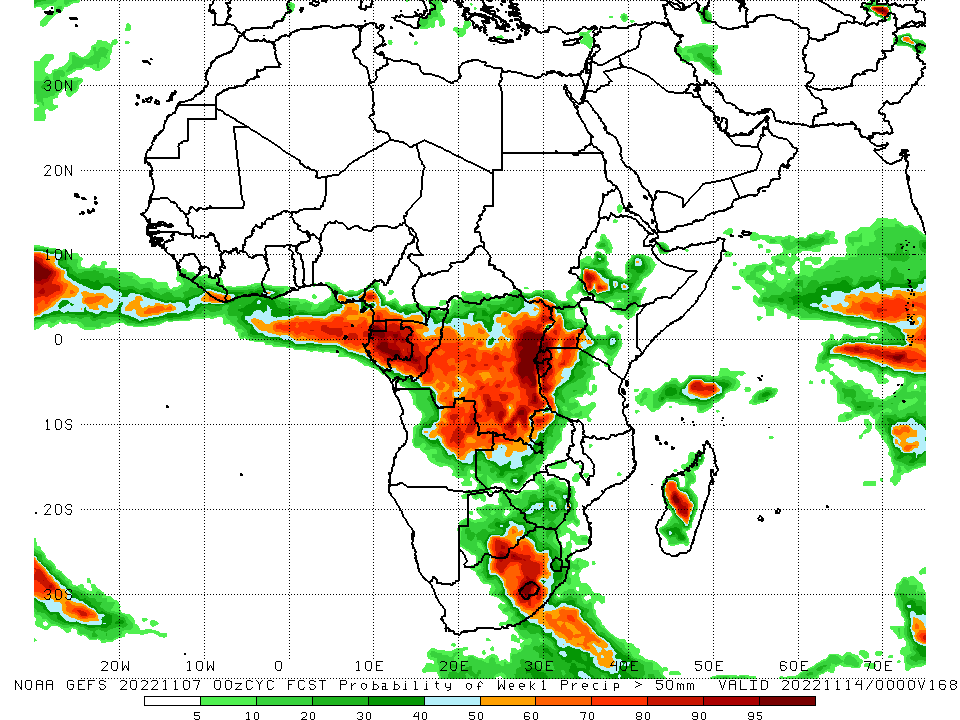 30N
20N
10N
0
10S
20S
30S
20W 10W 0 10E 20E 30E 40E 50E 60E 70E
NOAA GEFS 20221107 00zCYC FCST Probability of Week1 Precip > 50mm VALID 20221114/0000V168
5 10 20 30 40 50 60 70 80 90 95